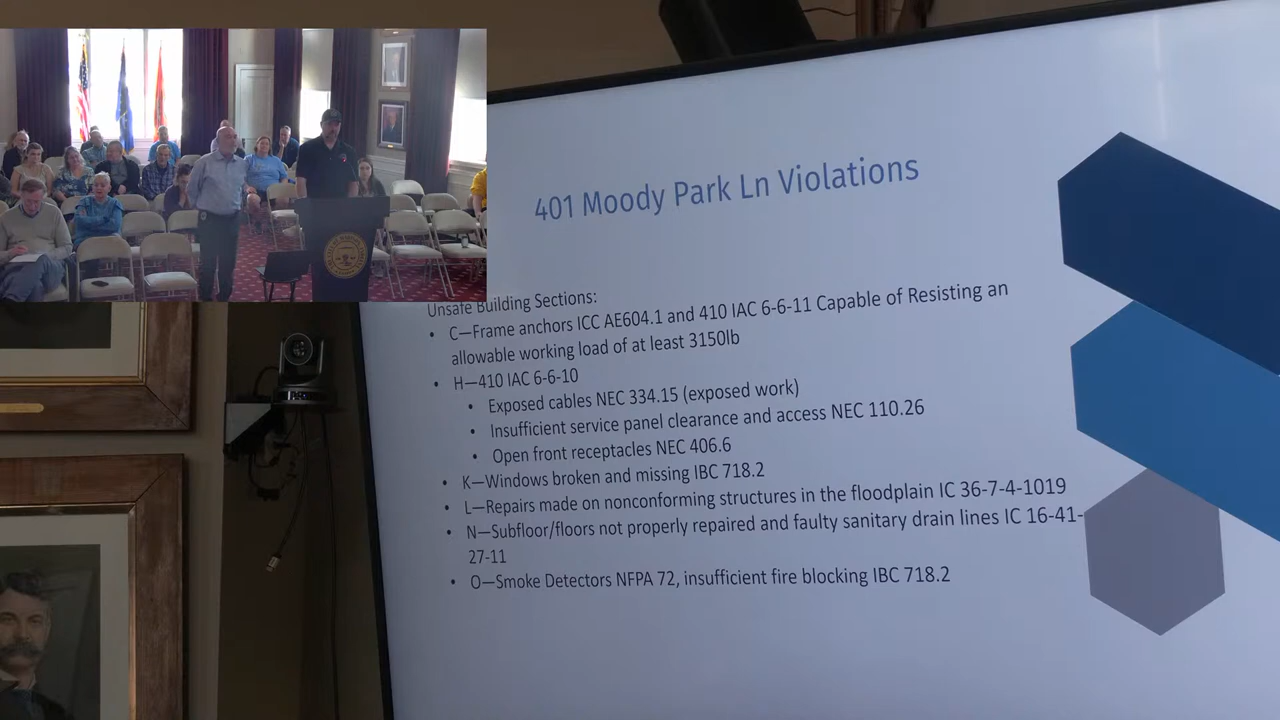 401 Moody Park Ln Violations
Unsafe Building Sections:
• C—Frame anchors ICC AE604.1 and 410 IAC 6-6-11 Capable of Resisting an
allowable working load of at least 3150lb
• H—410 IAC 6-6-10
• Exposed cables NEC 334.15 (exposed work)
• Insufficient service panel clearance and access NEC 110.26
• Open front receptacles NEC 406.6
• K—Windows broken and missing IBC 718.2
• L—Repairs made on nonconforming structures in the floodplain IC 36-7-4-1019
• N—Subfloor/floors not properly repaired and faulty sanitary drain lines IC 16-41-
27-11
• O—Smoke Detectors NFPA 72, insufficient fire blocking IBC 718.2